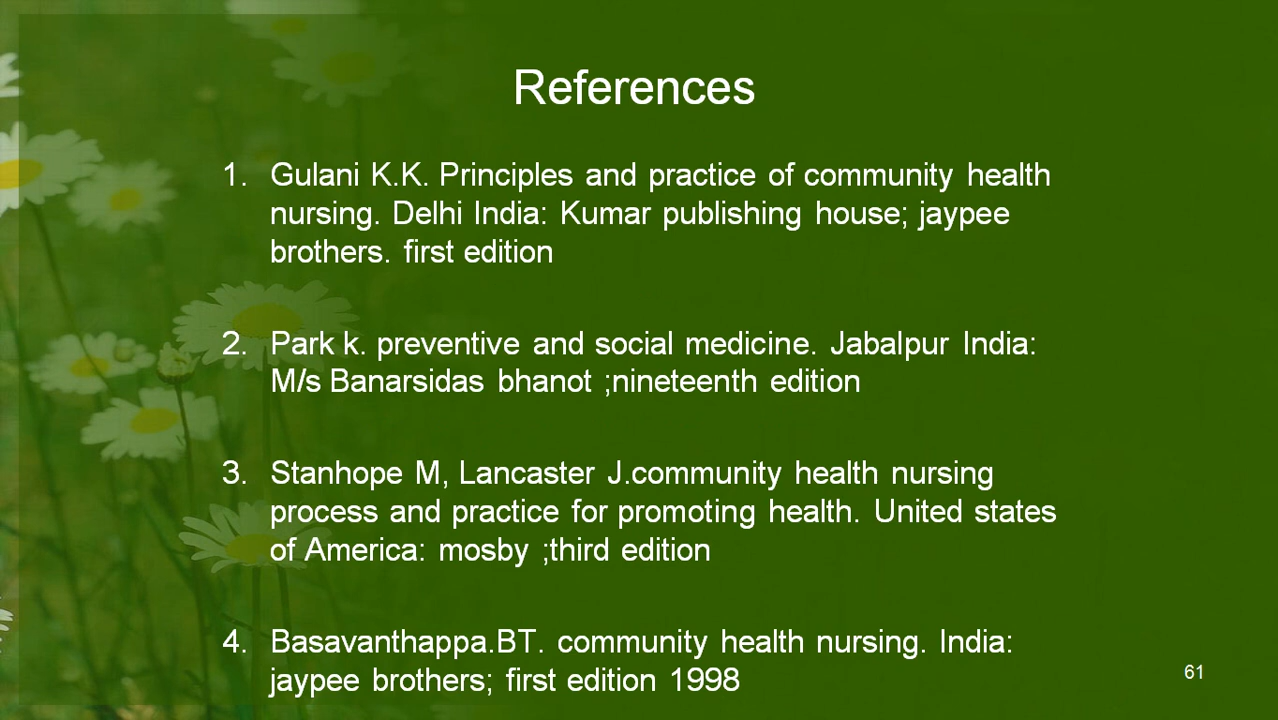 References
1. Gulani K.K. Principles and practice of community health
nursing. Delhi India: Kumar publishing house; jaypee
brothers. first edition
2. Park k. preventive and social medicine. Jabalpur India:
M/s Banarsidas bhanot ;nineteenth edition
3. Stanhope M, Lancaster J.community health nursing
process and practice for promoting health. United states
of America: mosby ;third edition
4. Basavanthappa.BT. community health nursing. India:
jaypee brothers; first edition 1998
61